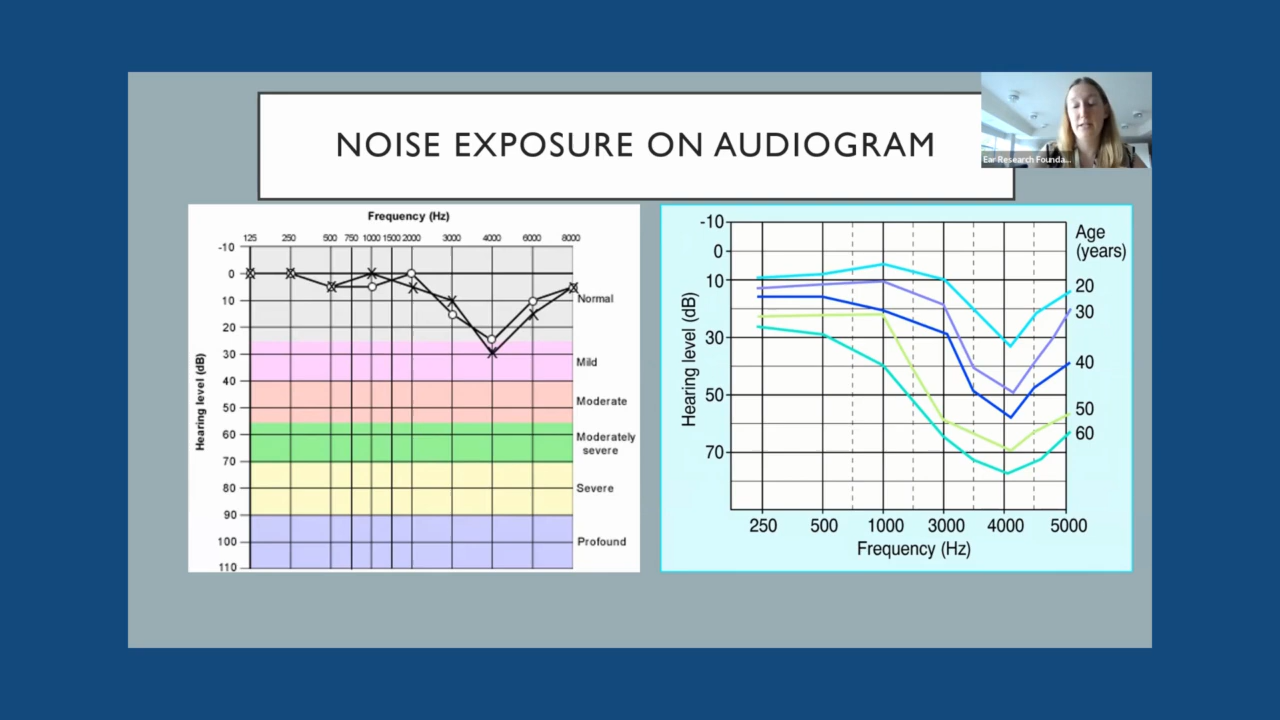 NOISE EXPOSURE ON AUDIOGRAM
Ear Research Founda...
Frequency (Hz)
125 250 500 750 1000 1500 2000 3000 4000 6000 8000
-10
0
10
20
30
40
50
60
70
80
90
100
110
Hearing level (dB)
Normal
Mild
Moderate
Moderately
severe
Severe
Profound
-10
0
10
30
50
70
Hearing level (dB)
Age
(years)
20
30
40
50
60
250 500 1000 3000 4000 5000
Frequency (Hz)